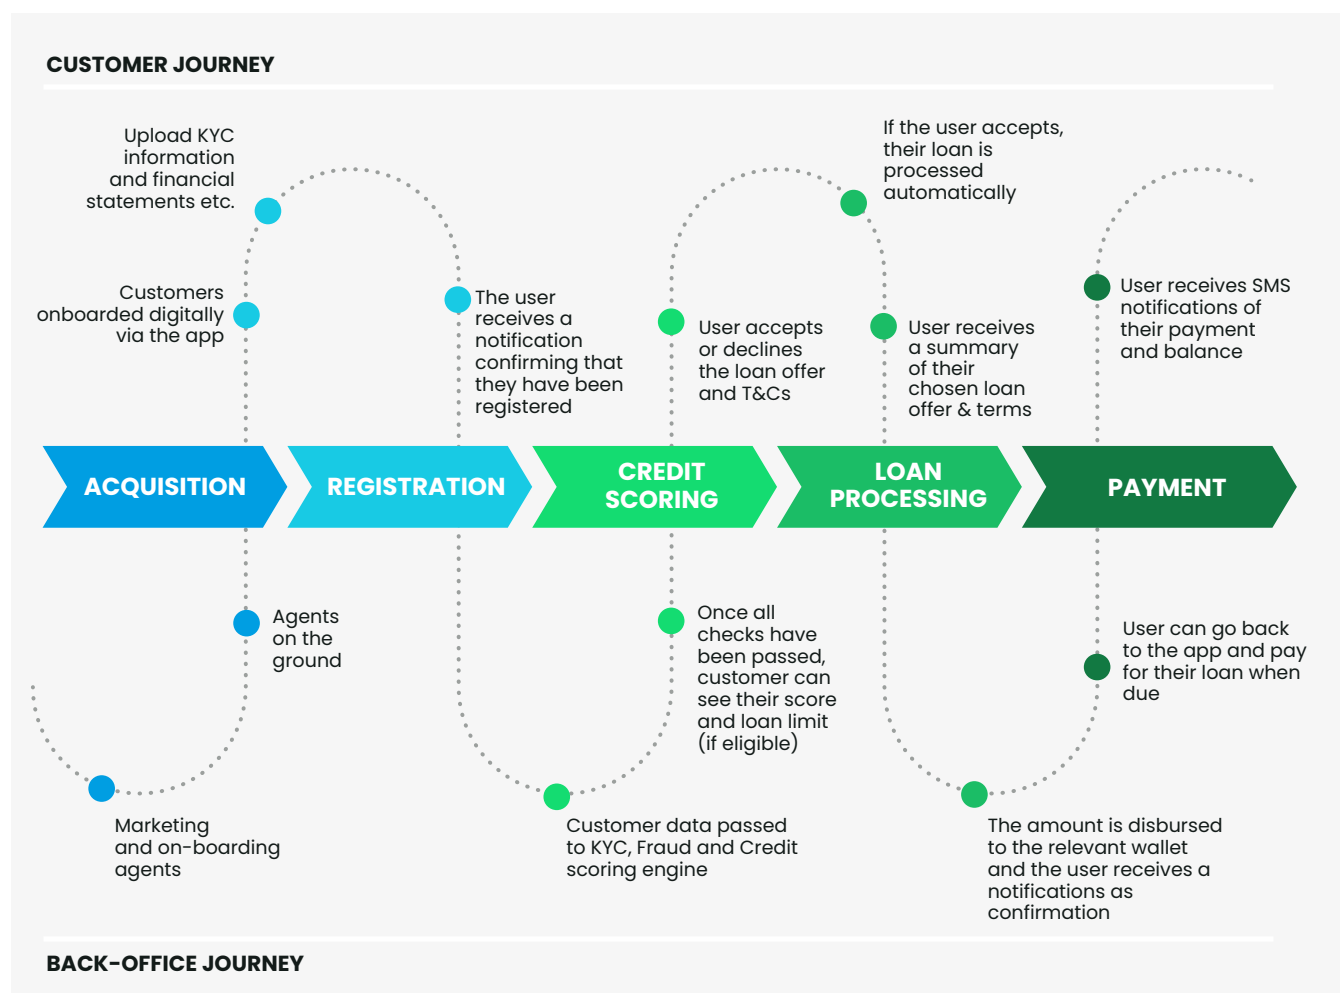 CUSTOMER JOURNEY
Upload KYC
information
and financial
statements etc.
Customers
onboarded digitally
via the app
The user
receives a
notification
confirming that
they have been
registered
User accepts
or declines
the loan offer
and T&Cs
If the user accepts,
their loan is
processed
automatically
User receives
a summary
of their
chosen loan
offer & terms
User receives SMS
notifications of
their payment
and balance
ACQUISITION
REGISTRATION
CREDIT
SCORING
LOAN
PROCESSING
PAYMENT
Agents
on the
ground
Marketing
and on-boarding
agents
Once all
checks have
been passed,
customer can
see their score
and loan limit
(if eligible)
Customer data passed
to KYC, Fraud and Credit
scoring engine
User can go back
to the app and pay
for their loan when
due
The amount is disbursed
to the relevant wallet
and the user receives a
notifications as
confirmation
BACK-OFFICE JOURNEY